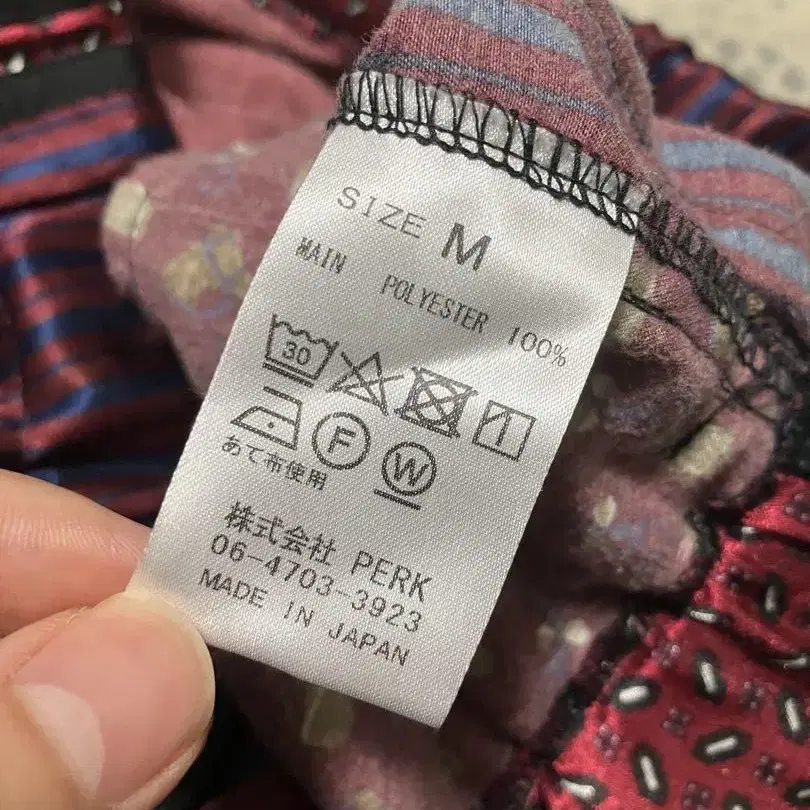 SIZE M
MAIN POLYESTER 100%
30
F W
あて布使用
株式会社 PERK
06-4703-3923
MADE IN JAPAN